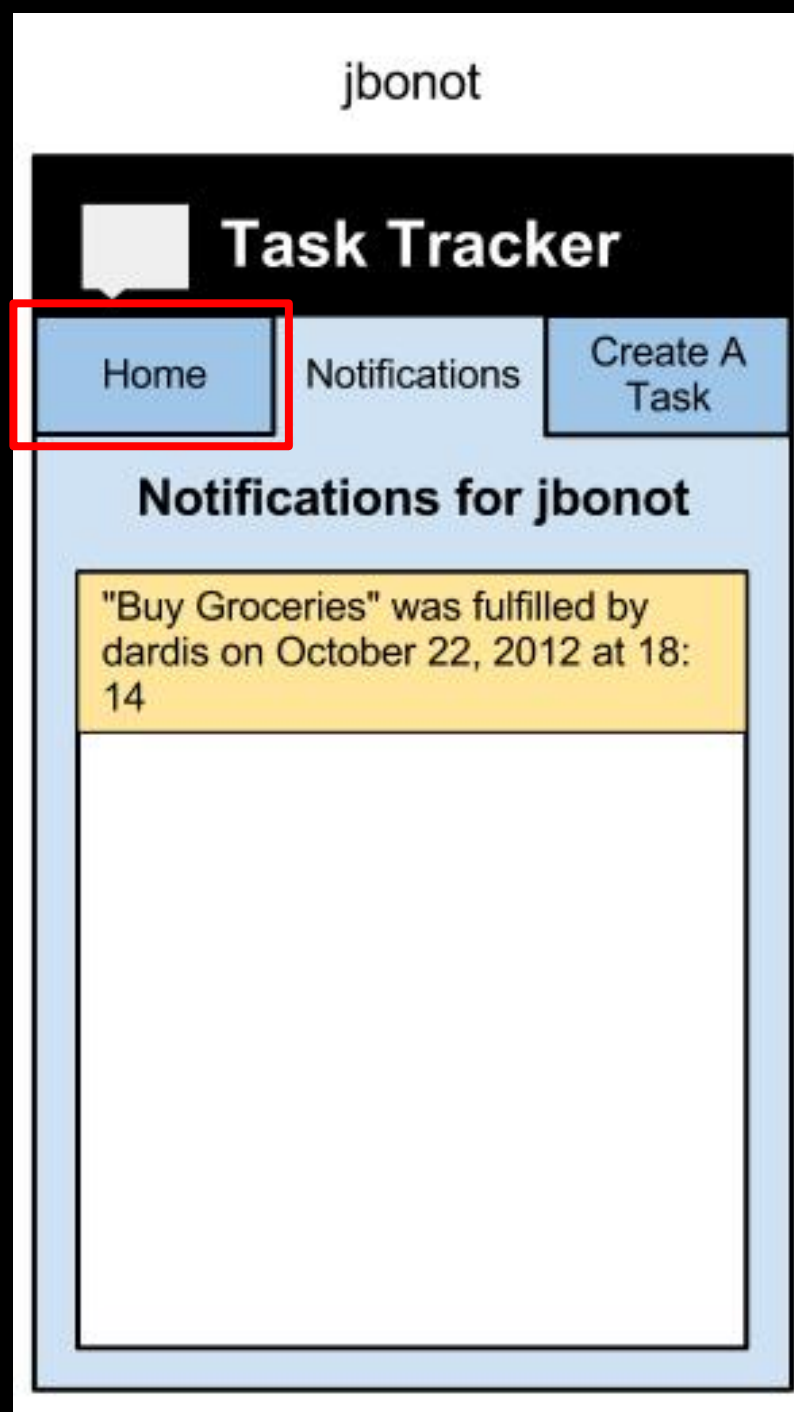 jbonot
Task Tracker
Home
Notifications
Create A
Task
Notifications for jbonot
"Buy Groceries" was fulfilled by
dardis on October 22, 2012 at 18:
14